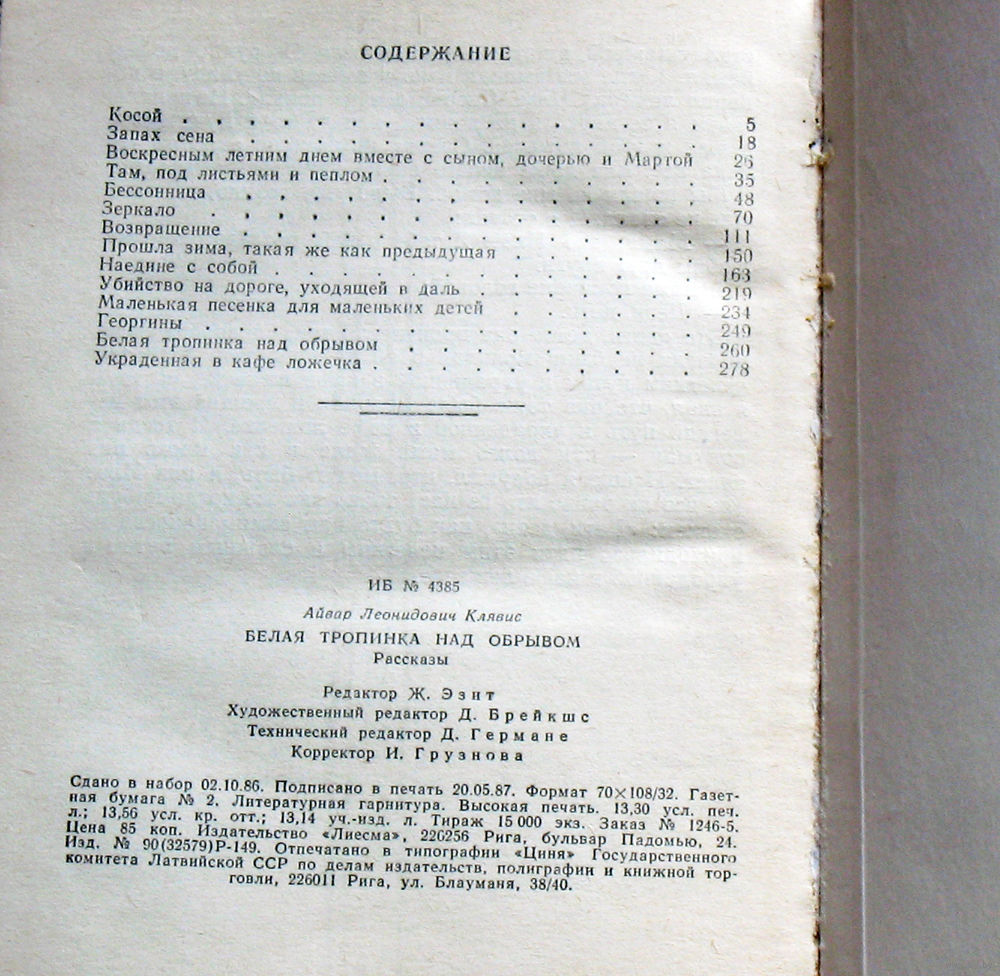 СОДЕРЖАНИЕ
Косой . . . . . . . . . . . . . . . . 5
Запах сена . . . . . . . . . . . . . . 18
Воскресным летним днем вместе с сыном, дочерью и Мартой 26
Там, под листьями и пеплом . . . . . . . . . . 35
Бессонница . . . . . . . . . . . . . . 48
Зеркало . . . . . . . . . . . . . . . 70
Возвращение . . . . . . . . . . . . . . 111
Прошла зима, такая же как предыдущая . . . . . . 150
Наедине с собой . . . . . . . . . . . . . 163
Убийство на дороге, уходящей в даль . . . . . . . 219
Маленькая песенка для маленьких детей . . . . . . 234
Георгины . . . . . . . . . . . . . . . 249
Белая тропинка над обрывом . . . . . . . . . 260
Украденная в кафе ложечка . . . . . . . . . . 278
ИБ № 4385
Айвар Леонидович Клявис
БЕЛАЯ ТРОПИНКА НАД ОБРЫВОМ
Рассказы
Редактор Ж. Эзит
Художественный редактор Д. Брейкшс
Технический редактор Д. Германе
Корректор И. Грузнова
Сдано в набор 02.10.86. Подписано в печать 20.05.87. Формат 70×108/32. Газет-
ная бумага № 2. Литературная гарнитура. Высокая печать. 13,30 усл. печ.
л.; 13,56 усл. кр. отт.; 13,14 уч.-изд. л. Тираж 15 000 экз. Заказ № 1246-5.
Цена 85 коп. Издательство «Лиесма», 226256 Рига, бульвар Падомью, 24.
Изд. № 90(32579)Р-149. Отпечатано в типографии «Циня» Государственного
комитета Латвийской ССР по делам издательств, полиграфии и книжной тор-
говли, 226011 Рига, ул. Блауманя, 38/40.